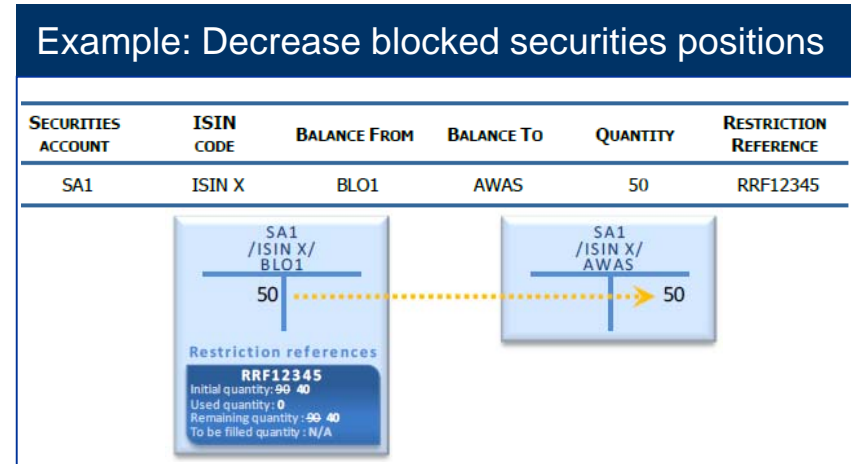 Example: Decrease blocked securities positions
SECURITIES ACCOUNT ISIN CODE BALANCE FROM BALANCE TO QUANTITY RESTRICTION REFERENCE
SA1 ISIN X BLO1 AWAS 50 RRF12345
SA1
/ISIN X/
BLO1
50
SA1
/ISIN X/
AWAS
50
Restriction references
RRF12345
Initial quantity: 90 40
Used quantity: 0
Remaining quantity : 90 40
To be filled quantity : N/A